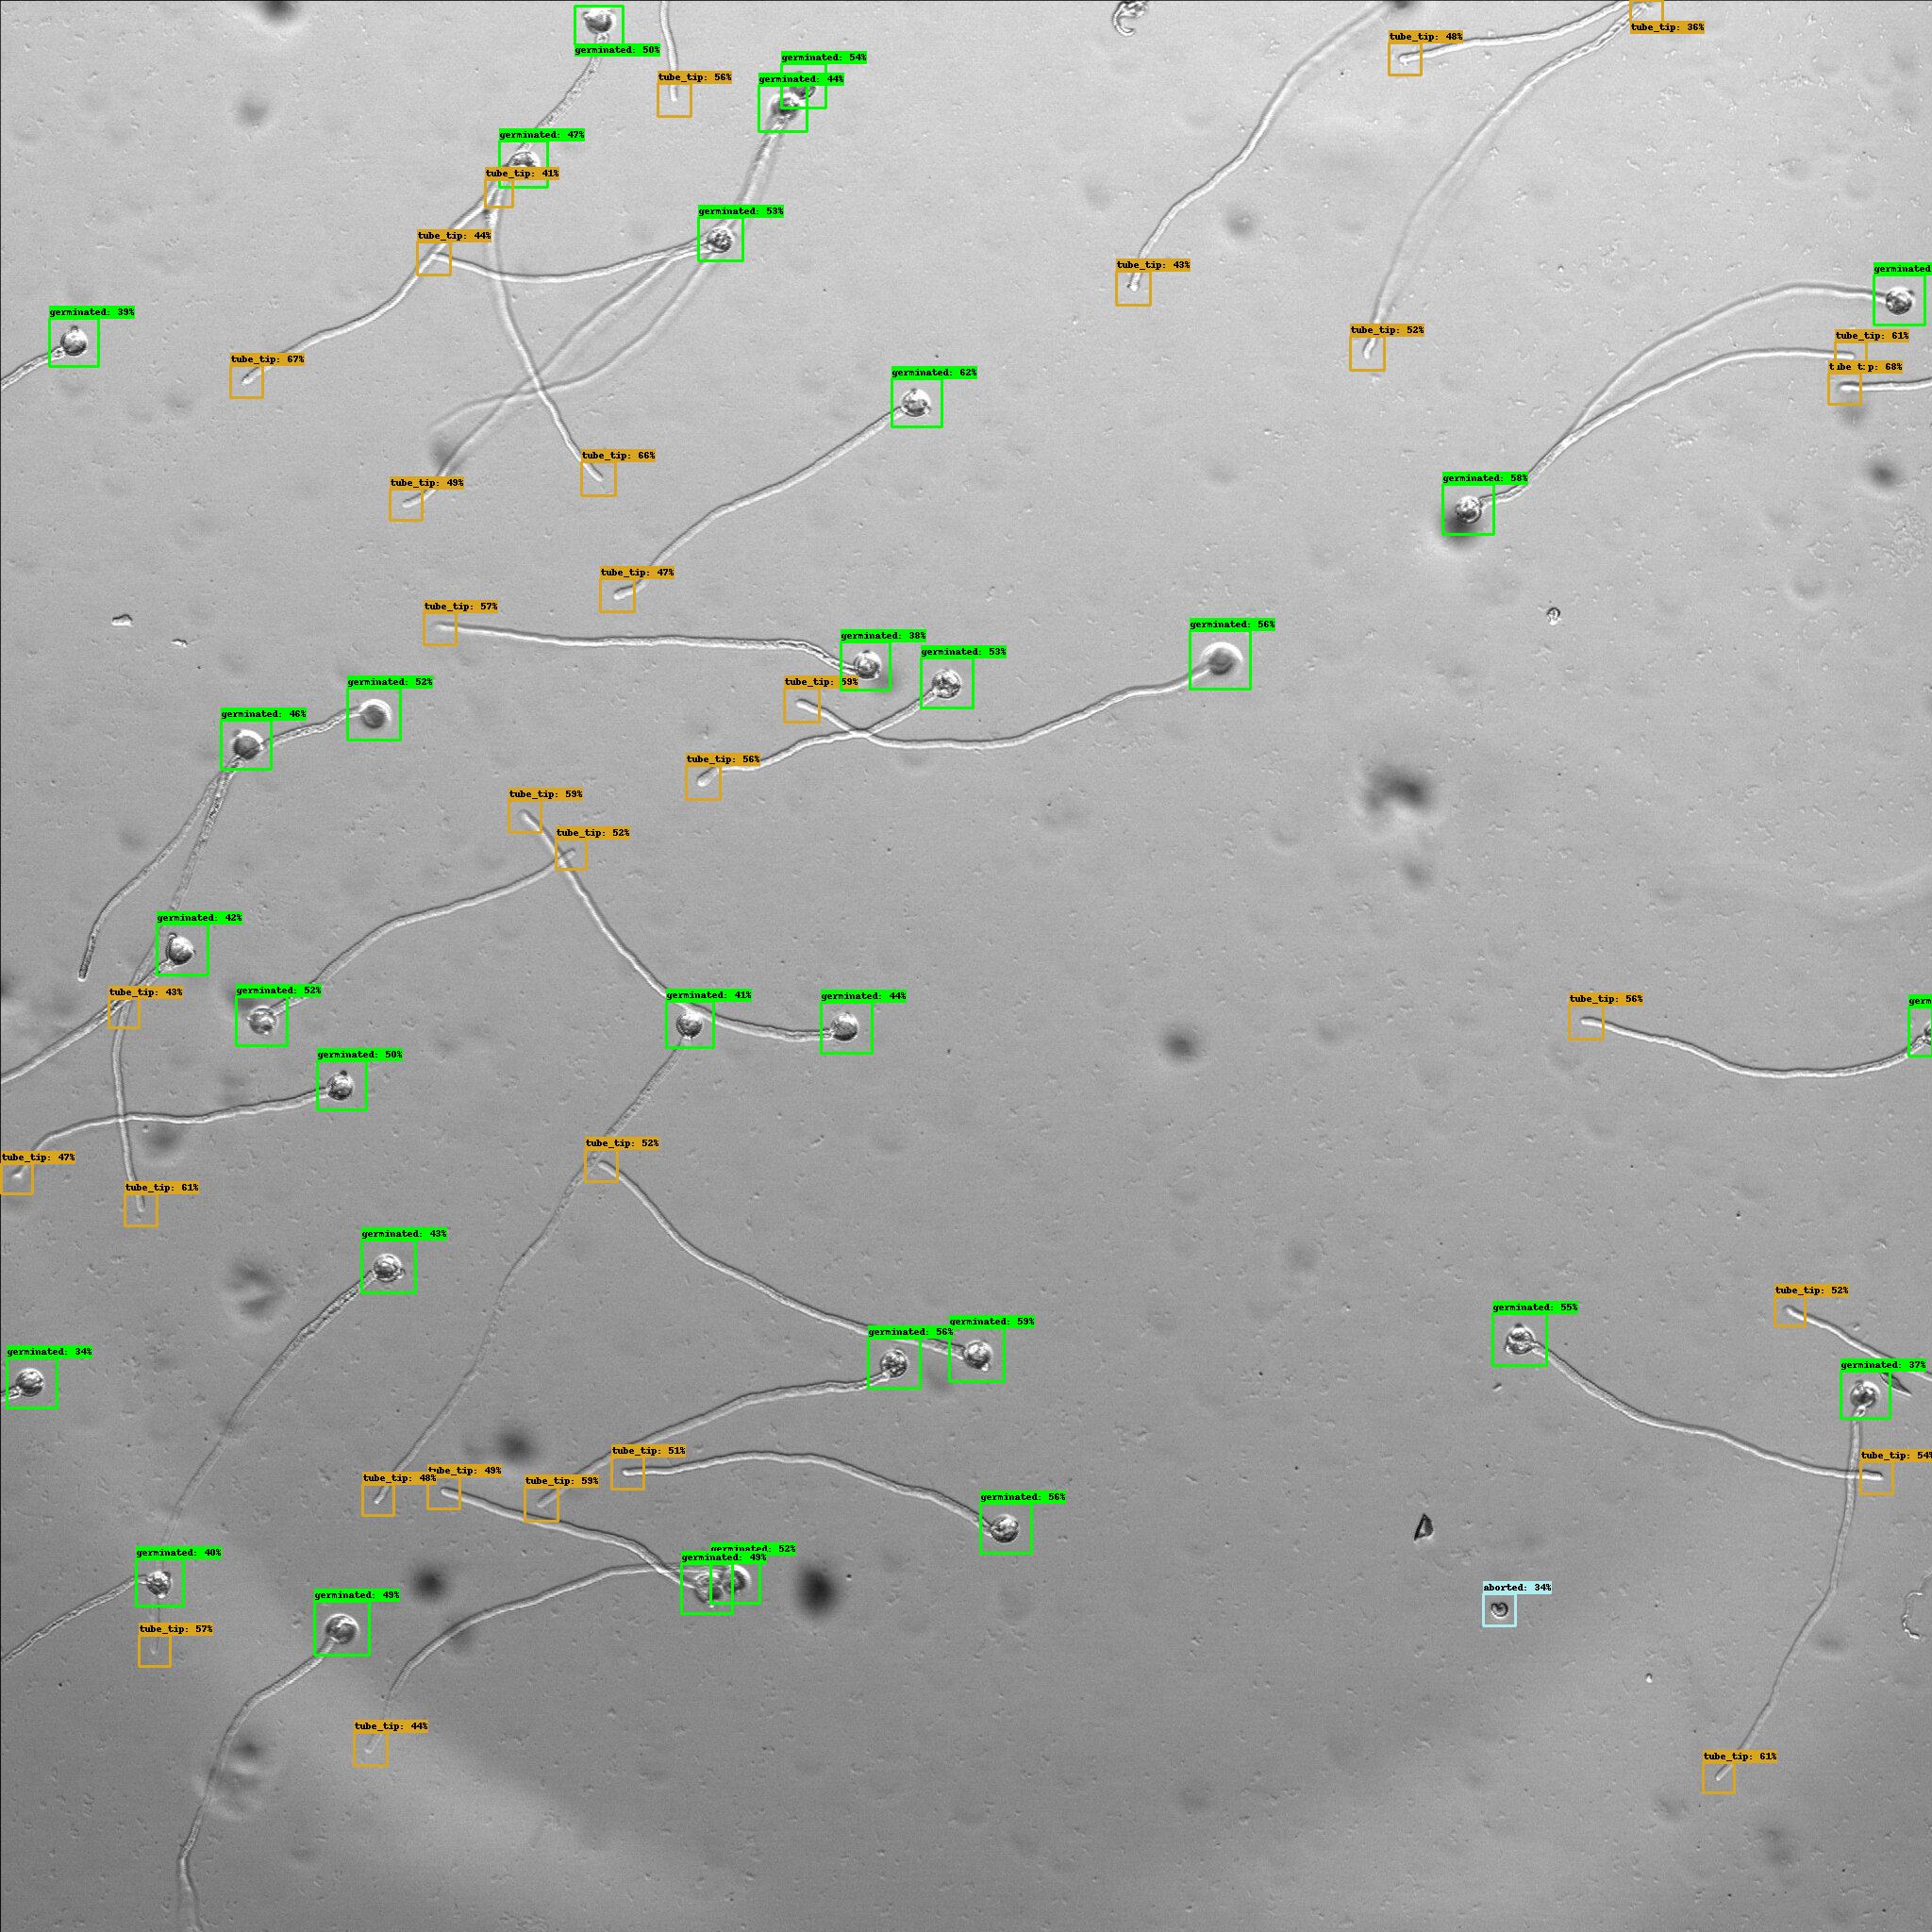 tube_tip: 36%
tube_tip: 48%
germinated: 50%
germinated: 54%
tube_tip: 56%
germinated: 44%
germinated: 47%
tube_tip: 41%
germinated: 53%
tube_tip: 44%
tube_tip: 43%
germinated
germinated: 39%
tube_tip: 52%
tube_tip: 61%
tube_tip: 67%
68%
germinated: 62%
tube_tip: 66%
germinated: 58%
tube_tip: 49%
tube_tip: 47%
tube_tip: 57%
germinated: 56%
germinated: 38%
germinated: 53%
germinated: 52%
tube_tip: 59%
germinated: 46%
tube_tip: 56%
tube_tip: 59%
tube_tip: 52%
germinated: 42%
tube_tip: 43%
germinated: 52%
germinated: 41%
germinated: 44%
tube_tip: 56%
germ
germinated: 50%
tube_tip: 52%
tube_tip: 47%
tube_tip: 61%
germinated: 43%
tube_tip: 52%
germinated: 55%
germinated: 59%
germinated: 56%
germinated: 34%
germinated: 37%
tube_tip: 51%
tube_tip: 54%
tube_tip: 49%
tube_tip: 48%
tube_tip: 59%
germinated: 56%
germinated: 52%
germinated: 49%
germinated: 40%
aborted: 34%
germinated: 49%
tube_tip: 57%
tube_tip: 44%
tube_tip: 61%